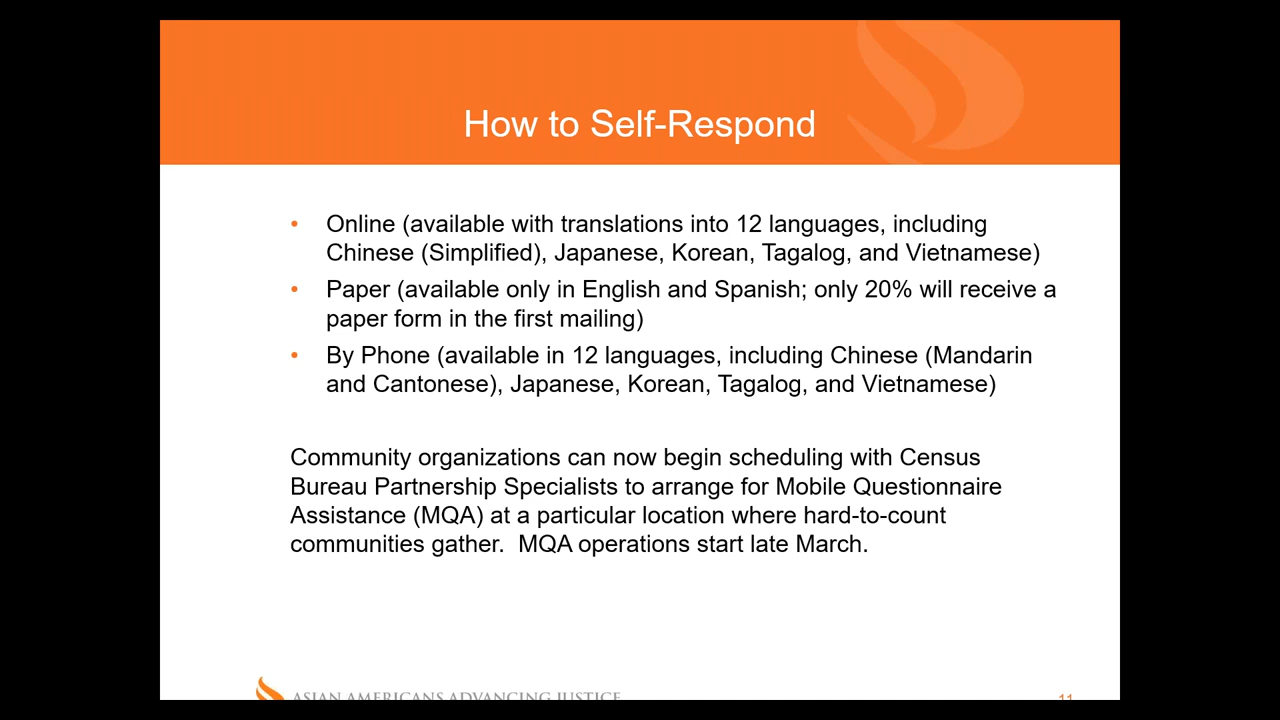 How to Self-Respond
• Online (available with translations into 12 languages, including
Chinese (Simplified), Japanese, Korean, Tagalog, and Vietnamese)
• Paper (available only in English and Spanish; only 20% will receive a
paper form in the first mailing)
• By Phone (available in 12 languages, including Chinese (Mandarin
and Cantonese), Japanese, Korean, Tagalog, and Vietnamese)
Community organizations can now begin scheduling with Census
Bureau Partnership Specialists to arrange for Mobile Questionnaire
Assistance (MQA) at a particular location where hard-to-count
communities gather.  MQA operations start late March.
ASIAN AMERICANS ADVANCING JUSTICE
11